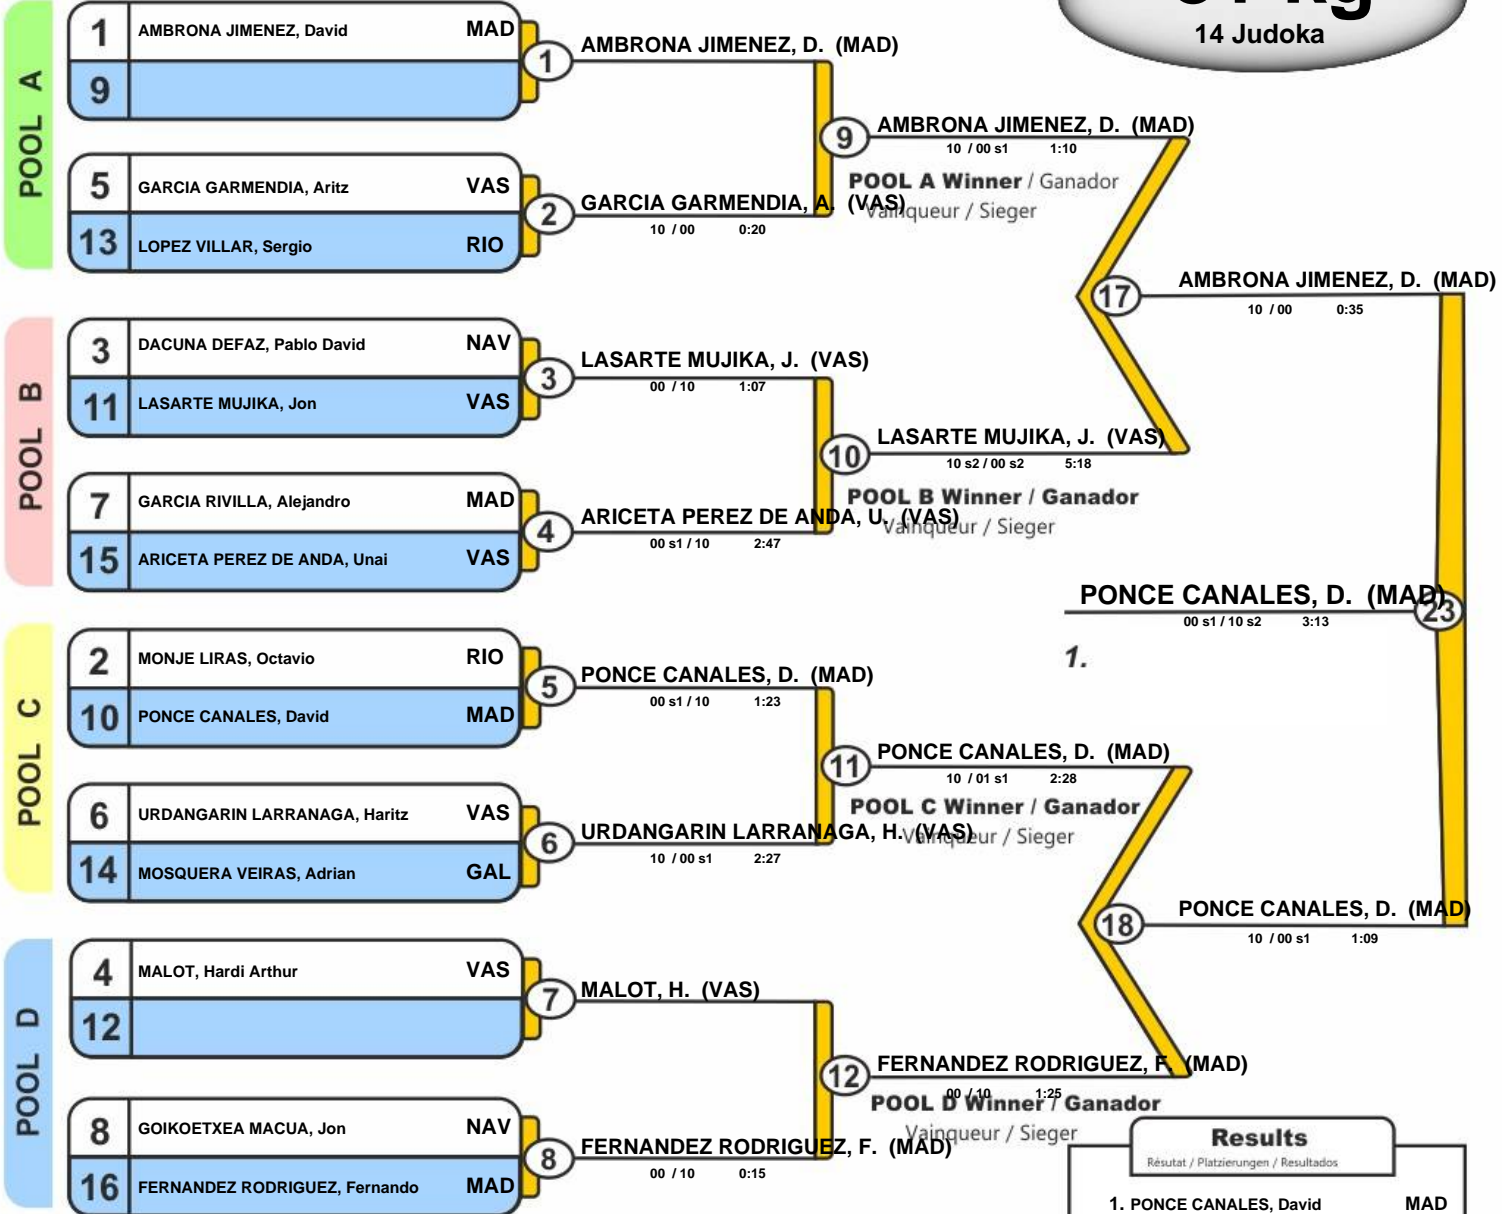 14 Judoka
POOL A
1 AMBRONA JIMENEZ, David MAD
9
5 GARCIA GARMENDIA, Aritz VAS
13 LOPEZ VILLAR, Sergio RIO
POOL B
3 DACUNA DEFAZ, Pablo David NAV
11 LASARTE MUJIKA, Jon VAS
7 GARCIA RIVILLA, Alejandro MAD
15 ARICETA PEREZ DE ANDA, Unai VAS
POOL C
2 MONJE LIRAS, Octavio RIO
10 PONCE CANALES, David MAD
6 URDANGARIN LARRANAGA, Haritz VAS
14 MOSQUERA VEIRAS, Adrian GAL
POOL D
4 MALOT, Hardi Arthur VAS
12
8 GOIKOETXEA MACUA, Jon NAV
16 FERNANDEZ RODRIGUEZ, Fernando MAD
1 AMBRONA JIMENEZ, D. (MAD)
2 GARCIA GARMENDIA, A. (VAS)
10 / 00 0:20
3 LASARTE MUJIKA, J. (VAS)
00 / 10 1:07
4 ARICETA PEREZ DE ANDA, U. (VAS)
00 s1 / 10 2:47
5 PONCE CANALES, D. (MAD)
00 s1 / 10 1:23
6 URDANGARIN LARRANAGA, H. (VAS)
10 / 00 s1 2:27
7 MALOT, H. (VAS)
8 FERNANDEZ RODRIGUEZ, F. (MAD)
00 / 10 0:15
9 AMBRONA JIMENEZ, D. (MAD)
10 / 00 s1 1:10
POOL A Winner / Ganador
Vainqueur / Sieger
10 LASARTE MUJIKA, J. (VAS)
10 s2 / 00 s2 5:18
POOL B Winner / Ganador
Vainqueur / Sieger
11 PONCE CANALES, D. (MAD)
10 / 01 s1 2:28
POOL C Winner / Ganador
Vainqueur / Sieger
12 FERNANDEZ RODRIGUEZ, F. (MAD)
00 / 10 1:25
POOL D Winner / Ganador
Vainqueur / Sieger
17 AMBRONA JIMENEZ, D. (MAD)
10 / 00 0:35
18 PONCE CANALES, D. (MAD)
10 / 00 s1 1:09
PONCE CANALES, D. (MAD) 23
00 s1 / 10 s2 3:13
1.
Results
Résutat / Platzierungen / Resultados
1. PONCE CANALES, David MAD